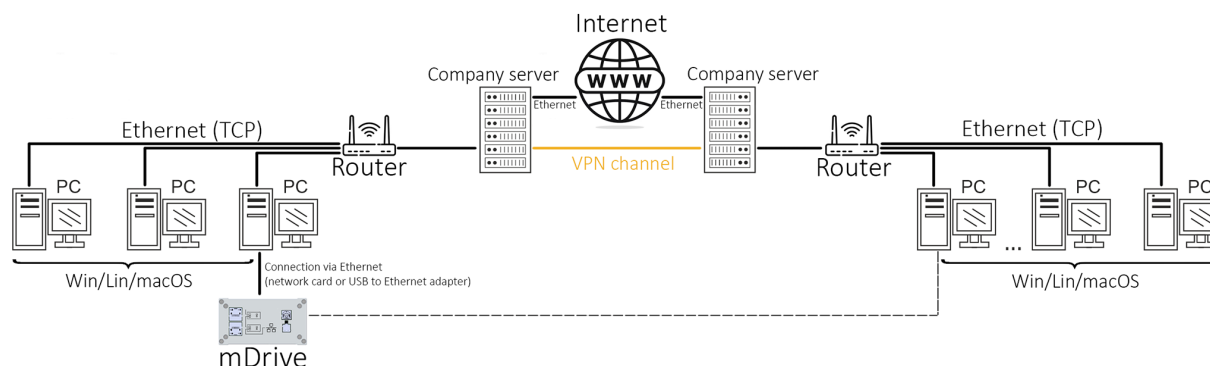 Internet
Company server
Company server
WWW
Ethernet
Ethernet
Ethernet (TCP)
Ethernet (TCP)
Router
VPN channel
Router
PC
PC
PC
PC
PC
PC
...
Connection via Ethernet
(network card or USB to Ethernet adapter)
Win/Lin/macOS
Win/Lin/macOS
mDrive